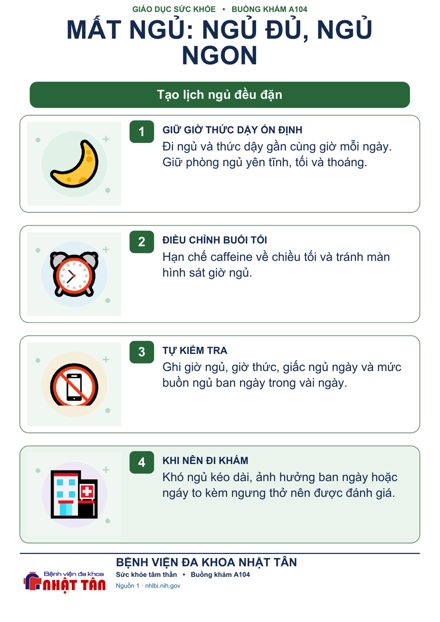 GIÁO DỤC SỨC KHỎE • BUỒNG KHÁM A104
MẤT NGỦ: NGỦ ĐỦ, NGỦ
NGON
Tạo lịch ngủ đều đặn
1 GIỮ GIỜ THỨC DẬY ỔN ĐỊNH
Đi ngủ và thức dậy gần cùng giờ mỗi ngày.
Giữ phòng ngủ yên tĩnh, tối và thoáng.
2 ĐIỀU CHỈNH BUỔI TỐI
Hạn chế caffeine về chiều tối và tránh màn
hình sát giờ ngủ.
3 TỰ KIỂM TRA
Ghi giờ ngủ, giờ thức, giấc ngủ ngày và mức
buồn ngủ ban ngày trong vài ngày.
4 KHI NÊN ĐI KHÁM
Khó ngủ kéo dài, ảnh hưởng ban ngày hoặc
ngáy to kèm ngưng thở nên được đánh giá.
Bệnh viện đa khoa
NHẬT TÂN
BỆNH VIỆN ĐA KHOA NHẬT TÂN
Sức khỏe tâm thần • Buồng khám A104
Nguồn 1 · nhlbi.nih.gov